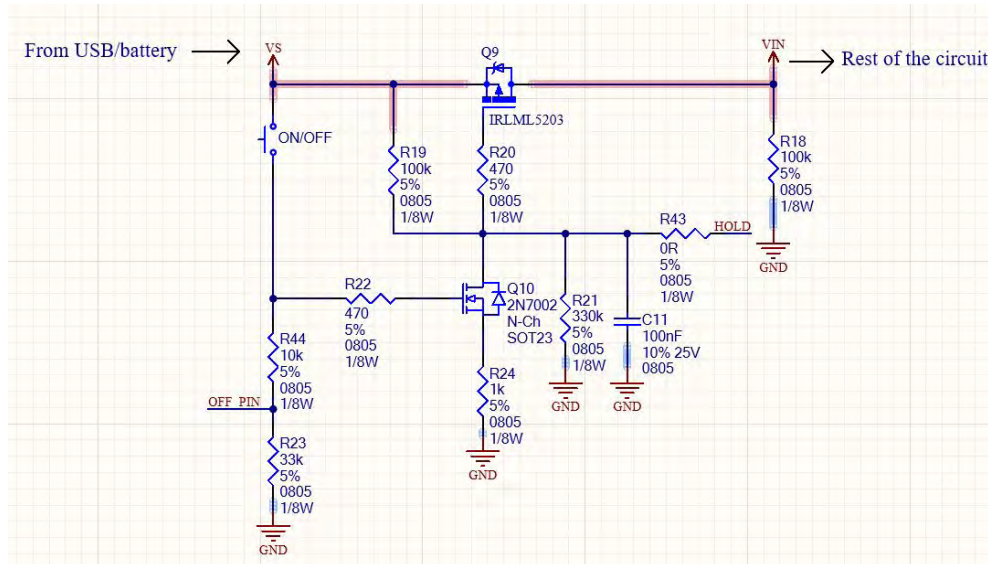 From USB/battery
VS
Q9
VIN
Rest of the circuit
IRLML5203
ON/OFF
R19
100k
5%
0805
1/8W
R20
470
5%
0805
1/8W
R18
100k
5%
0805
1/8W
GND
R43
HOLD
0R
5%
0805
1/8W
R22
470
5%
0805
1/8W
Q10
2N7002
N-Ch
SOT23
R21
330k
5%
0805
1/8W
GND
C11
100nF
10% 25V
0805
GND
R44
10k
5%
0805
1/8W
OFF_PIN
R24
1k
5%
0805
1/8W
GND
R23
33k
5%
0805
1/8W
GND